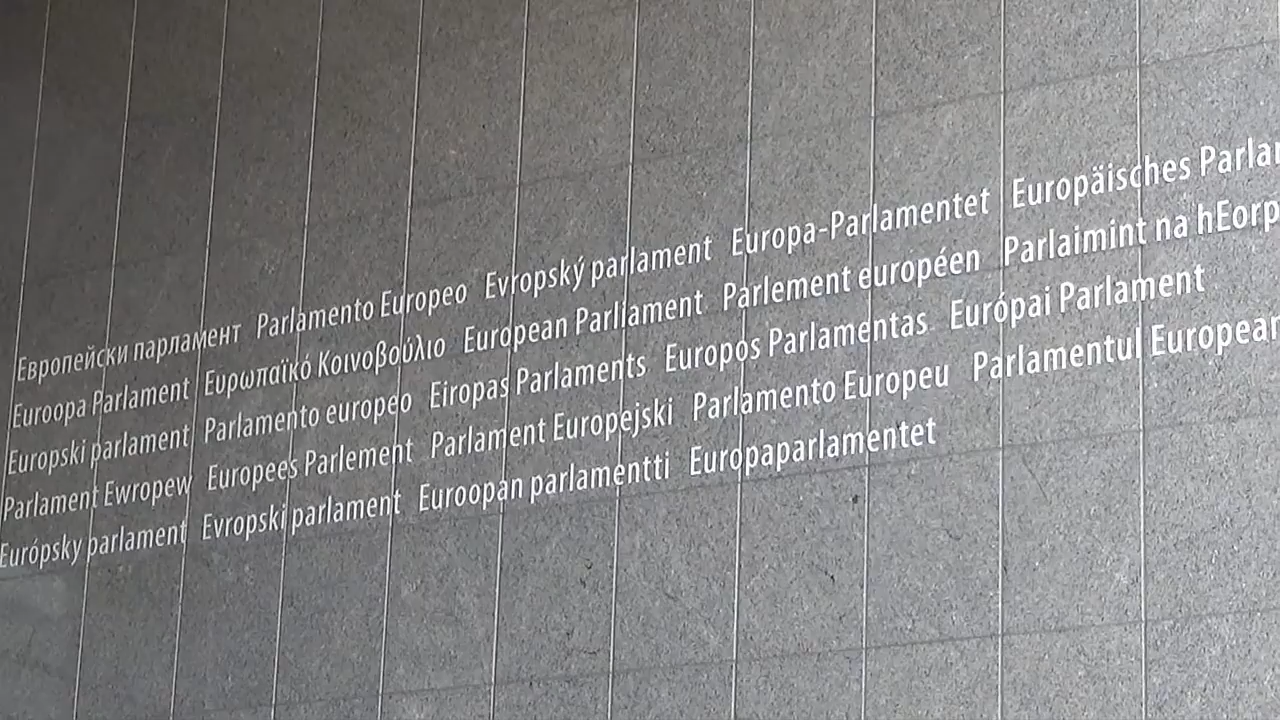 Европейски парламент Parlamento Europeo Evropský parlament Europa-Parlamentet Europäisches Parla
Euroopa Parlament Ευρωπαϊκό Κοινοβούλιο European Parliament Parlement européen Parlaimint na hEorp
Europski parlament Parlamento europeo Eiropas Parlaments Europos Parlamentas Európai Parlament
Parlament Ewropew Europees Parlement Parlament Europejski Parlamento Europeu Parlamentul European
Európsky parlament Evropski parlament Euroopan parlamentti Europaparlamentet